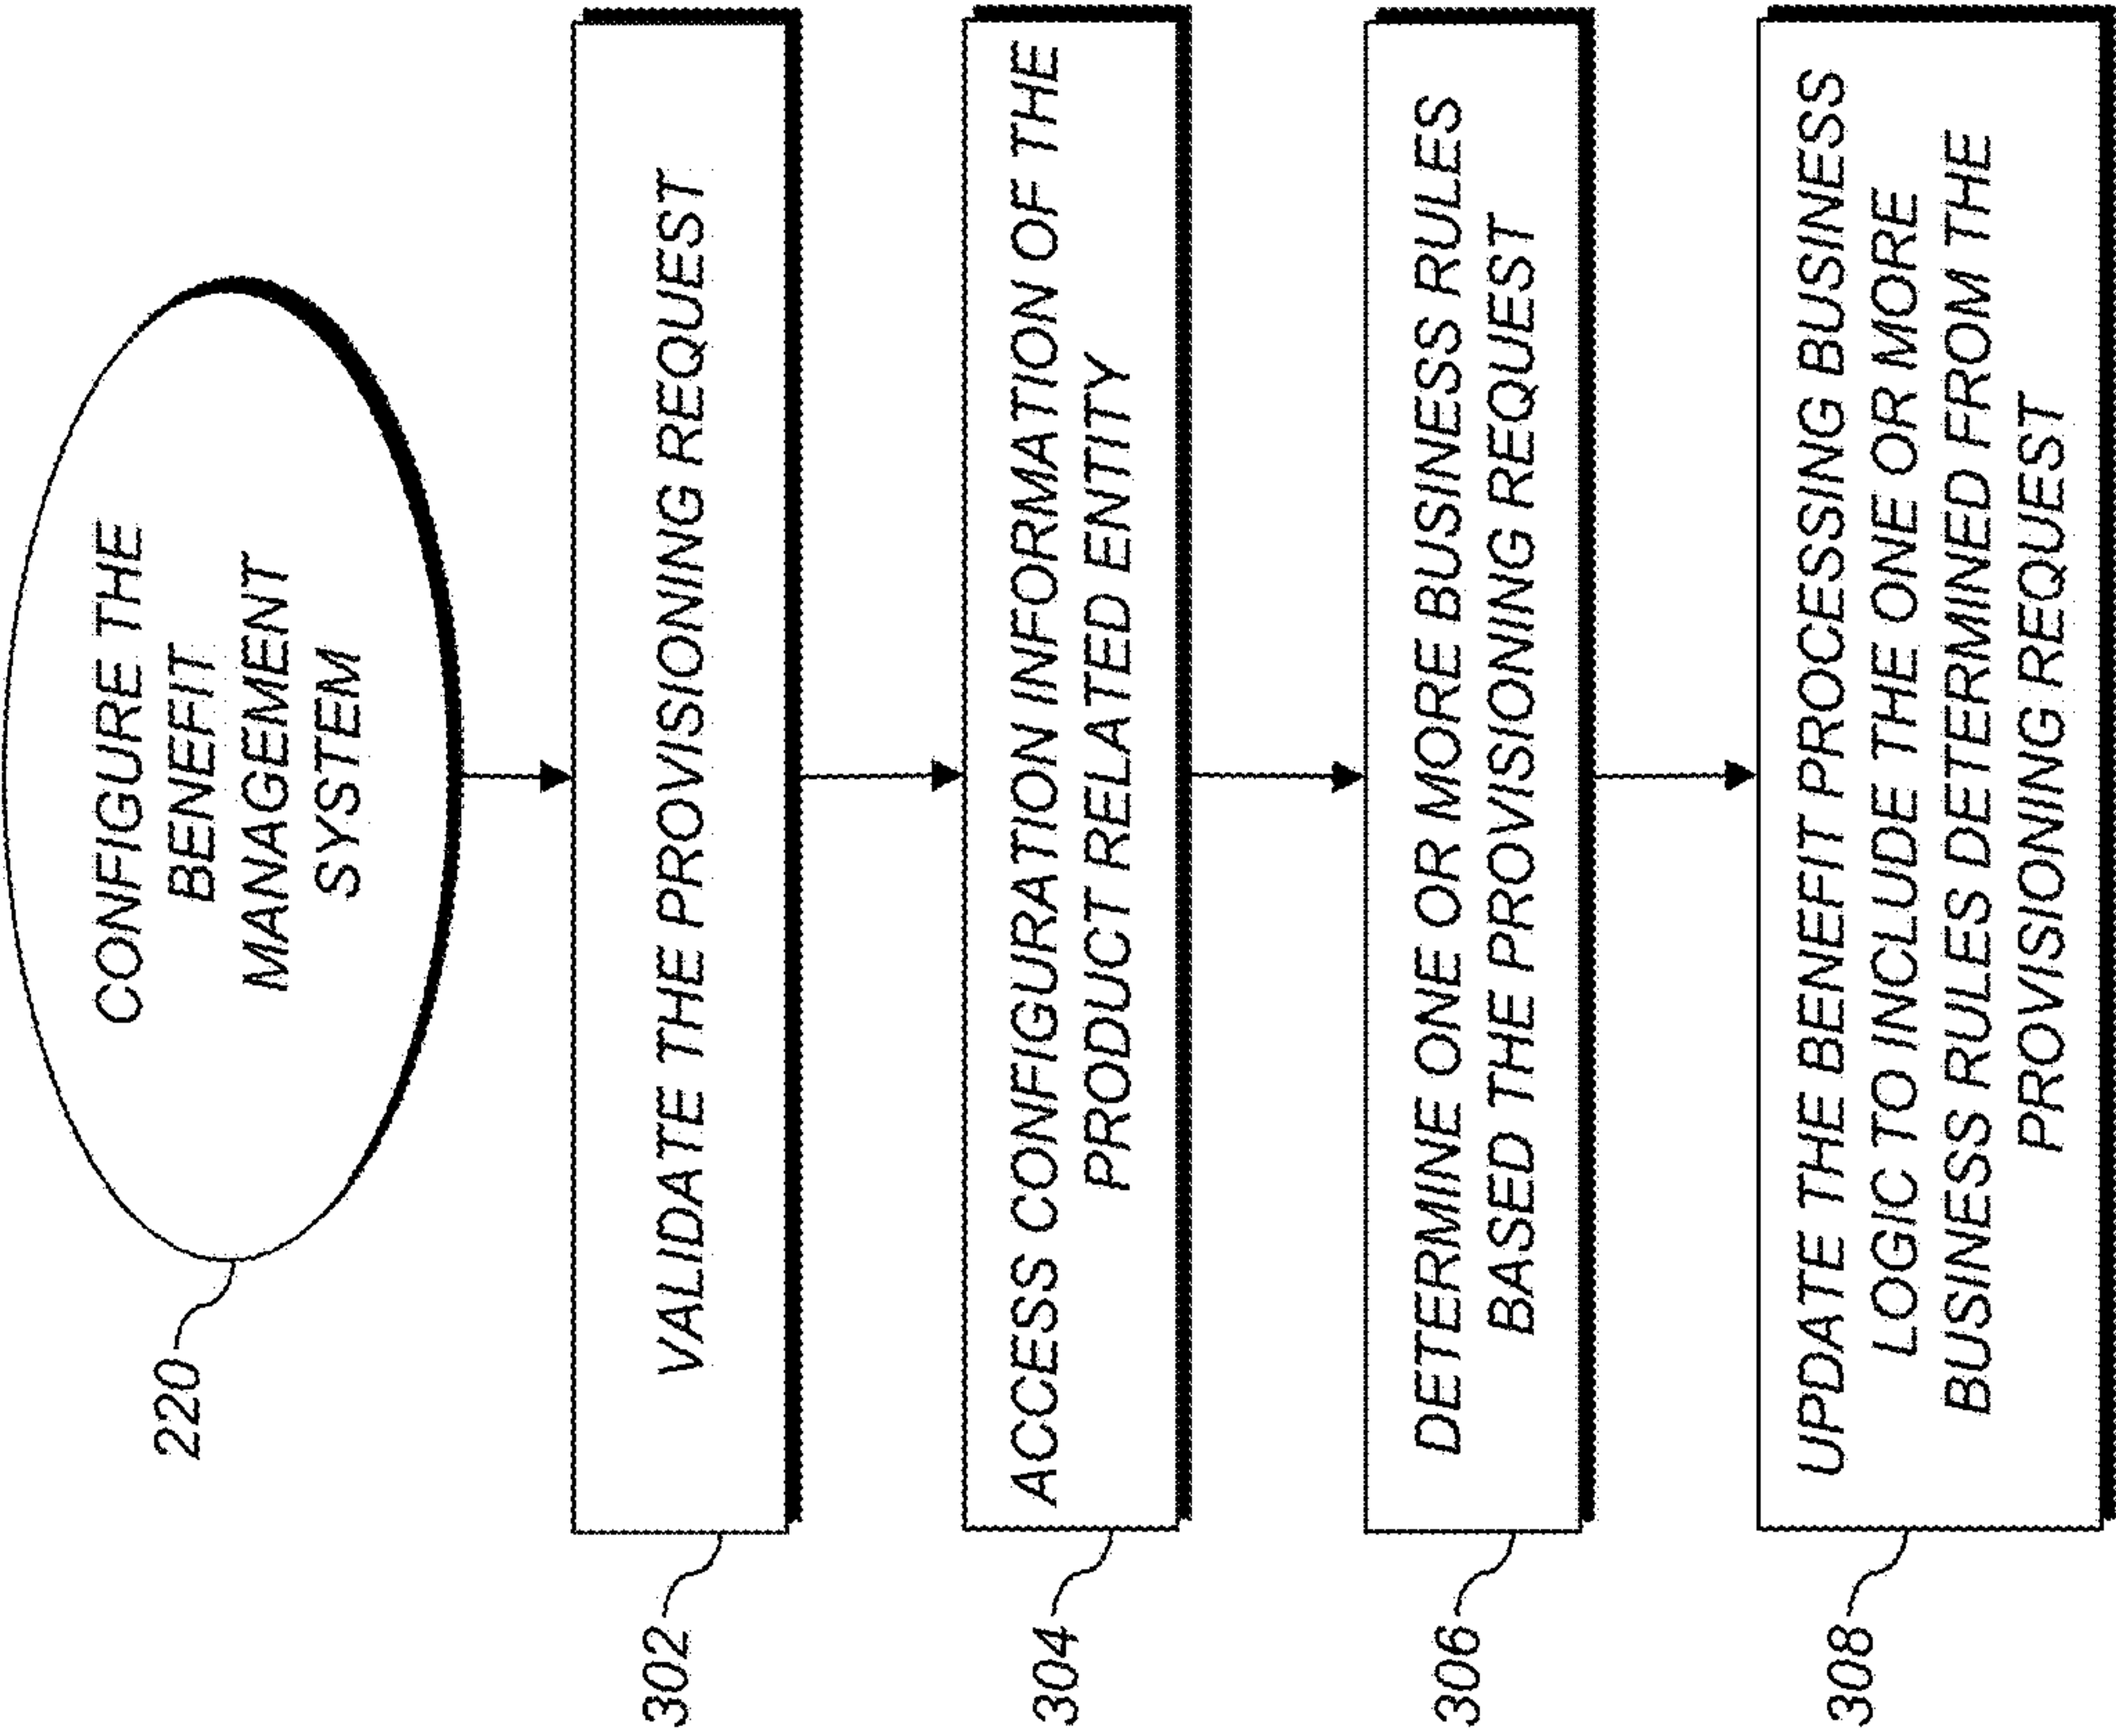 CONFIGURE THE
BENEFIT
MANAGEMENT
SYSTEM
220
VALIDATE THE PROVISIONING REQUEST
302
ACCESS CONFIGURATION INFORMATION OF THE
PRODUCT RELATED ENTITY
304
DETERMINE ONE OR MORE BUSINESS RULES
BASED THE PROVISIONING REQUEST
306
UPDATE THE BENEFIT PROCESSING BUSINESS
LOGIC TO INCLUDE THE ONE OR MORE
BUSINESS RULES DETERMINED FROM THE
PROVISIONING REQUEST
308